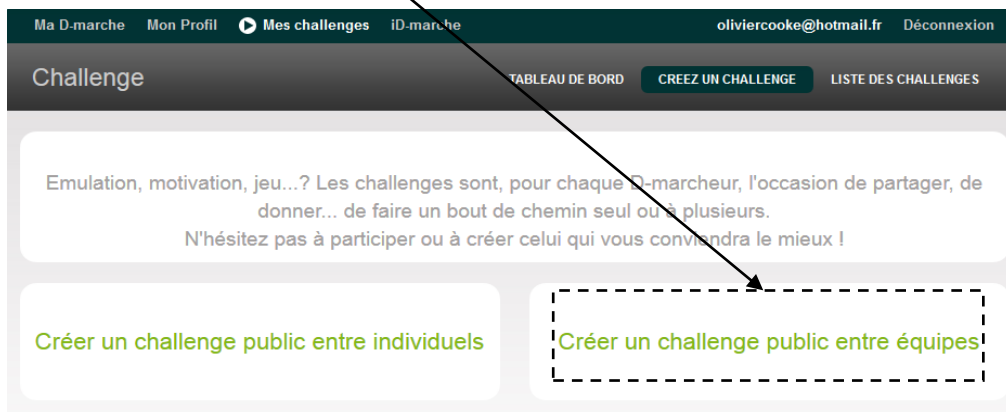 Ma D-marche Mon Profil Mes challenges iD-marche oliviercooke@hotmail.fr Déconnexion
Challenge TABLEAU DE BORD CREEZ UN CHALLENGE LISTE DES CHALLENGES
Emulation, motivation, jeu...? Les challenges sont, pour chaque D-marcheur, l'occasion de partager, de
donner... de faire un bout de chemin seul ou à plusieurs.
N'hésitez pas à participer ou à créer celui qui vous conviendra le mieux !
Créer un challenge public entre individuels
Créer un challenge public entre équipes